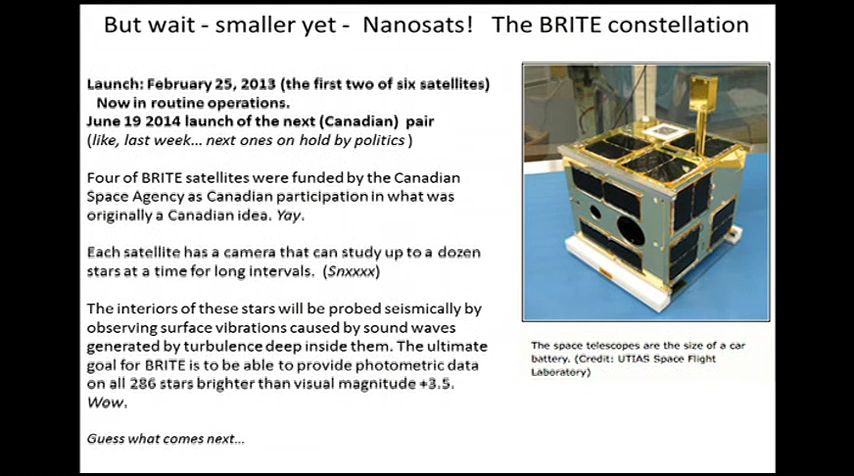 But wait - smaller yet - Nanosats! The BRITE constellation
Launch: February 25, 2013 (the first two of six satellites)
Now in routine operations.
June 19 2014 launch of the next (Canadian) pair
(like, last week... next ones on hold by politics )
Four of BRITE satellites were funded by the Canadian
Space Agency as Canadian participation in what was
originally a Canadian idea. Yay.
Each satellite has a camera that can study up to a dozen
stars at a time for long intervals. (Snxxxx)
The interiors of these stars will be probed seismically by
observing surface vibrations caused by sound waves
generated by turbulence deep inside them. The ultimate
goal for BRITE is to be able to provide photometric data
on all 286 stars brighter than visual magnitude +3.5.
Wow.
Guess what comes next...
The space telescopes are the size of a car
battery. (Credit: UTIAS Space Flight
Laboratory)